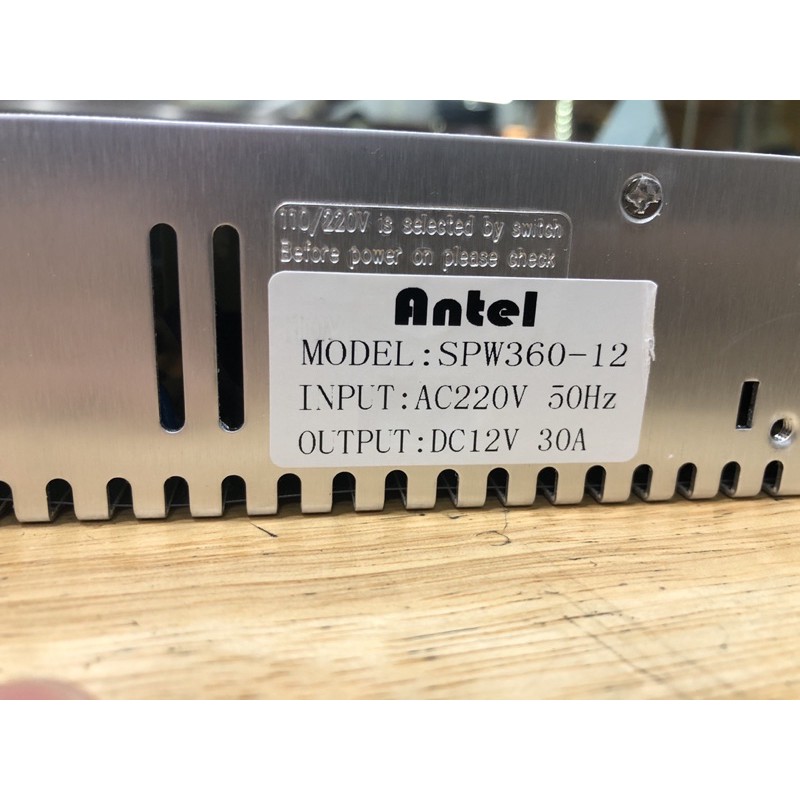 110/220V is selected by switch
Before power on please check
Antel
MODEL:SPW360-12
INPUT:AC220V 50Hz
OUTPUT:DC12V 30A